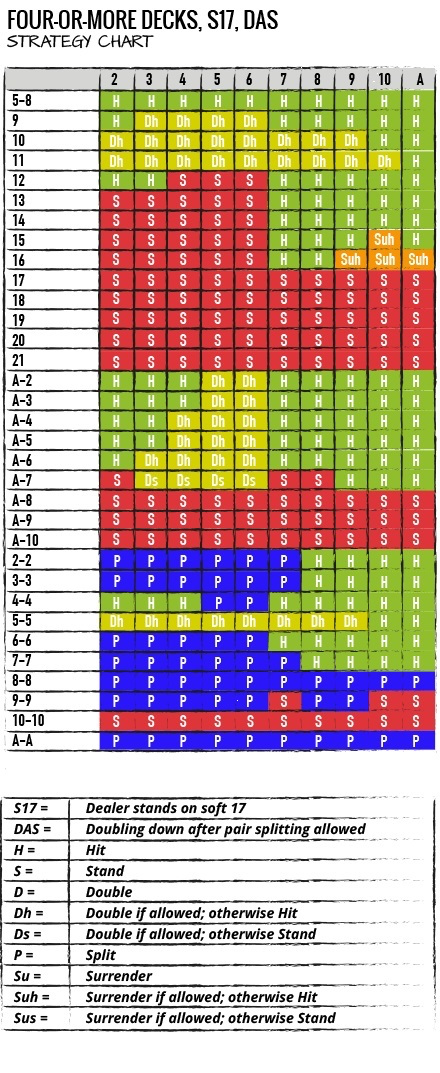 FOUR-OR-MORE DECKS, S17, DAS
STRATEGY CHART
2 3 4 5 6 7 8 9 10 A
5-8 H H H H H H H H H H
9 H Dh Dh Dh Dh H H H H H
10 Dh Dh Dh Dh Dh Dh Dh Dh H H
11 Dh Dh Dh Dh Dh Dh Dh Dh Dh H
12 H H S S S H H H H H
13 S S S S S H H H H H
14 S S S S S H H H H H
15 S S S S S H H H Suh H
16 S S S S S H H Suh Suh Suh
17 S S S S S S S S S S
18 S S S S S S S S S S
19 S S S S S S S S S S
20 S S S S S S S S S S
21 S S S S S S S S S S
A-2 H H H Dh Dh H H H H H
A-3 H H H Dh Dh H H H H H
A-4 H H Dh Dh Dh H H H H H
A-5 H H Dh Dh Dh H H H H H
A-6 H Dh Dh Dh Dh H H H H H
A-7 S Ds Ds Ds Ds S S H H H
A-8 S S S S S S S S S S
A-9 S S S S S S S S S S
A-10 S S S S S S S S S S
2-2 P P P P P P H H H H
3-3 P P P P P P H H H H
4-4 H H H P P H H H H H
5-5 Dh Dh Dh Dh Dh Dh Dh Dh H H
6-6 P P P P P H H H H H
7-7 P P P P P P H H H H
8-8 P P P P P P P P P P
9-9 P P P P P S P P S S
10-10 S S S S S S S S S S
A-A P P P P P P P P P P
S17 = Dealer stands on soft 17
DAS = Doubling down after pair splitting allowed
H = Hit
S = Stand
D = Double
Dh = Double if allowed; otherwise Hit
Ds = Double if allowed; otherwise Stand
P = Split
Su = Surrender
Suh = Surrender if allowed; otherwise Hit
Sus = Surrender if allowed; otherwise Stand